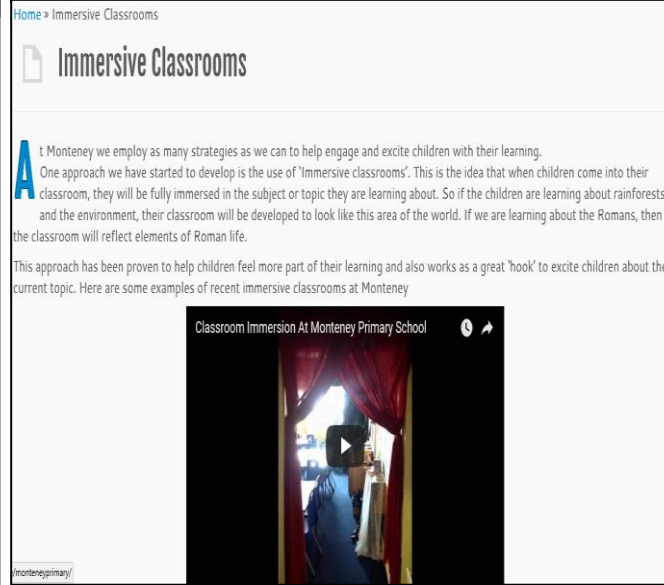 Home » Immersive Classrooms
Immersive Classrooms
At Monteney we employ as many strategies as we can to help engage and excite children with their learning.
One approach we have started to develop is the use of 'Immersive classrooms'. This is the idea that when children come into their
classroom, they will be fully immersed in the subject or topic they are learning about. So if the children are learning about rainforests
and the environment, their classroom will be developed to look like this area of the world. If we are learning about the Romans, then
the classroom will reflect elements of Roman life.
This approach has been proven to help children feel more part of their learning and also works as a great 'hook' to excite children about the
current topic. Here are some examples of recent immersive classrooms at Monteney
Classroom Immersion At Monteney Primary School
/monteneyprimary/